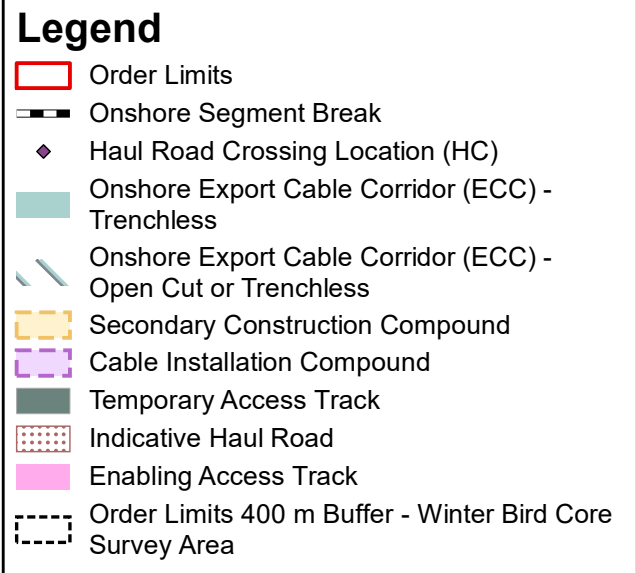 Legend
Order Limits
Onshore Segment Break
Haul Road Crossing Location (HC)
Onshore Export Cable Corridor (ECC) -
Trenchless
Onshore Export Cable Corridor (ECC) -
Open Cut or Trenchless
Secondary Construction Compound
Cable Installation Compound
Temporary Access Track
Indicative Haul Road
Enabling Access Track
Order Limits 400 m Buffer - Winter Bird Core
Survey Area